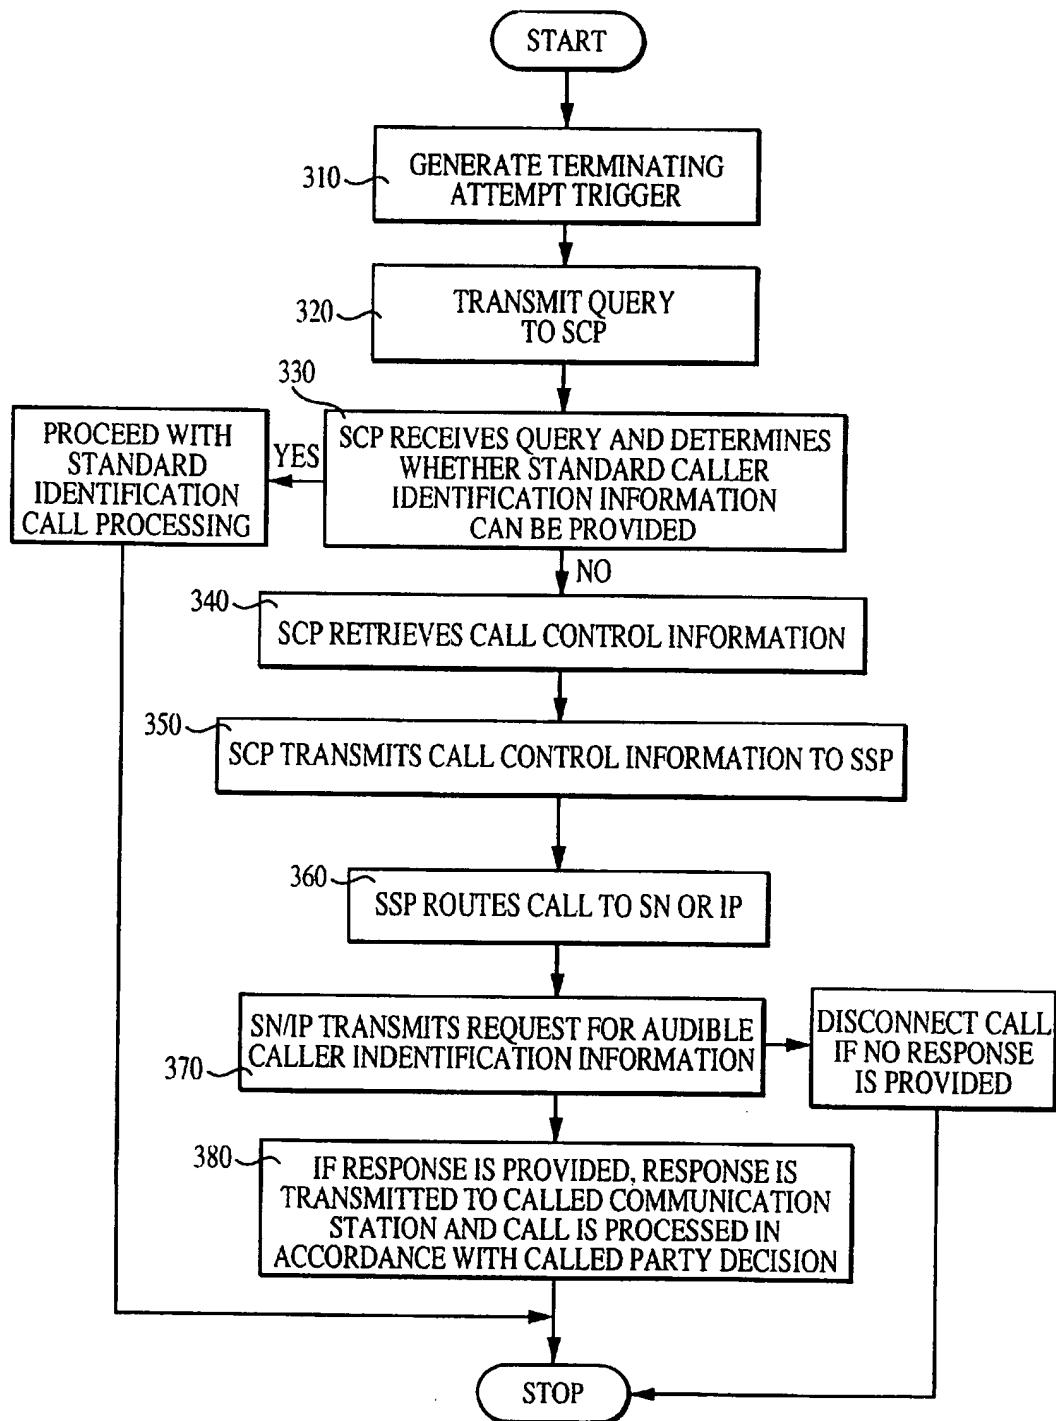 START
310
GENERATE TERMINATING
ATTEMPT TRIGGER
320
TRANSMIT QUERY
TO SCP
330
SCP RECEIVES QUERY AND DETERMINES
WHETHER STANDARD CALLER
IDENTIFICATION INFORMATION
CAN BE PROVIDED
YES
PROCEED WITH
STANDARD
IDENTIFICATION
CALL PROCESSING
NO
340
SCP RETRIEVES CALL CONTROL INFORMATION
350
SCP TRANSMITS CALL CONTROL INFORMATION TO SSP
360
SSP ROUTES CALL TO SN OR IP
370
SN/IP TRANSMITS REQUEST FOR AUDIBLE
CALLER INDENTIFICATION INFORMATION
DISCONNECT CALL
IF NO RESPONSE
IS PROVIDED
380
IF RESPONSE IS PROVIDED, RESPONSE IS
TRANSMITTED TO CALLED COMMUNICATION
STATION AND CALL IS PROCESSED IN
ACCORDANCE WITH CALLED PARTY DECISION
STOP